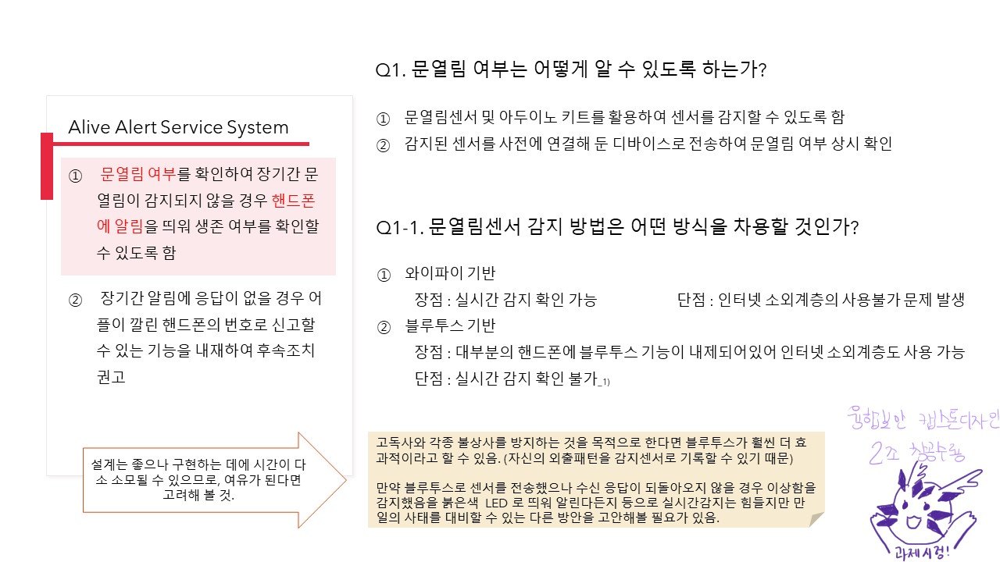 Alive Alert Service System
① 문열림 여부를 확인하여 장기간 문
열림이 감지되지 않을 경우 핸드폰
에 알림을 띄워 생존 여부를 확인할
수 있도록 함
② 장기간 알림에 응답이 없을 경우 어
플이 깔린 핸드폰의 번호로 신고할
수 있는 기능을 내재하여 후속조치
권고
설계는 좋으나 구현하는 데에 시간이 다
소 소모될 수 있으므로, 여유가 된다면
고려해 볼 것.
Q1. 문열림 여부는 어떻게 알 수 있도록 하는가?
① 문열림센서 및 아두이노 키트를 활용하여 센서를 감지할 수 있도록 함
② 감지된 센서를 사전에 연결해 둔 디바이스로 전송하여 문열림 여부 상시 확인
Q1-1. 문열림센서 감지 방법은 어떤 방식을 차용할 것인가?
① 와이파이 기반
장점 : 실시간 감지 확인 가능 단점 : 인터넷 소외계층의 사용불가 문제 발생
② 블루투스 기반
장점 : 대부분의 핸드폰에 블루투스 기능이 내제되어있어 인터넷 소외계층도 사용 가능
단점 : 실시간 감지 확인 불가_1)
고독사와 각종 불상사를 방지하는 것을 목적으로 한다면 블루투스가 훨씬 더 효
과적이라고 할 수 있음. (자신의 외출패턴을 감지센서로 기록할 수 있기 때문)
만약 블루투스로 센서를 전송했으나 수신 응답이 되돌아오지 않을 경우 이상함을
감지했음을 붉은색 LED 로 띄워 알린다든지 등으로 실시간감지는 힘들지만 만
일의 사태를 대비할 수 있는 다른 방안을 고안해볼 필요가 있음.
융합보안 캡스톤디자인
2조 창공수룡
과제시렁!